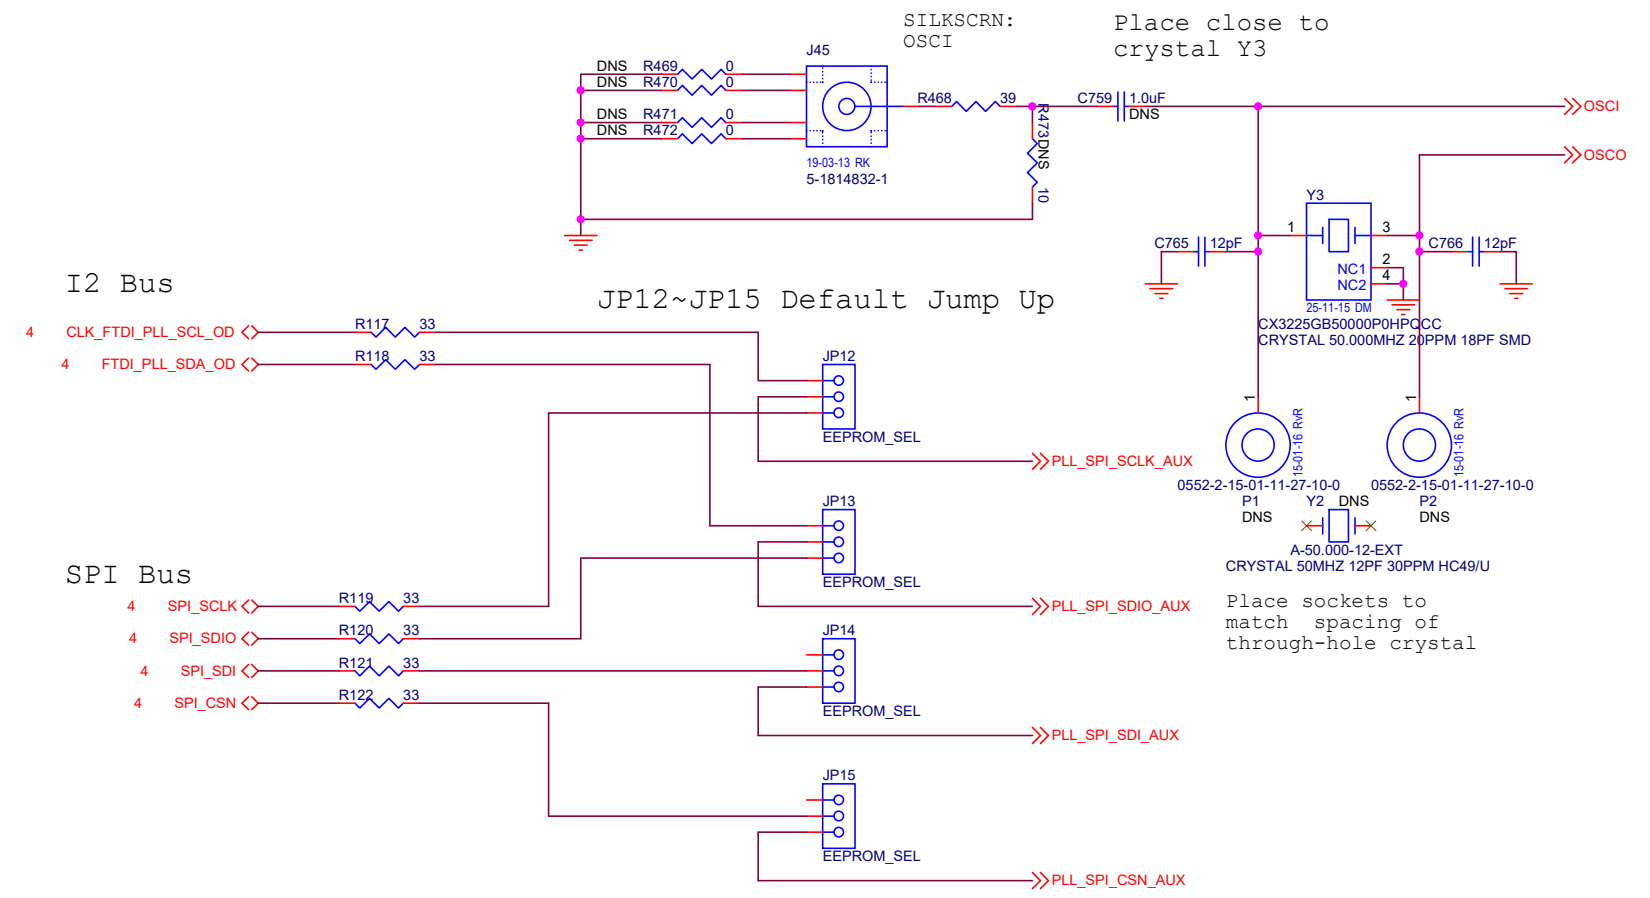 SILKSCRN:
OSCI
Place close to
crystal Y3
J45
DNS R469 0
DNS R470 0
DNS R471 0
DNS R472 0
19-03-13 RK
5-1814832-1
R468 39
R473 DNS 10
C759 1.0uF
DNS
OSCI
OSCO
Y3
1
3
2
4
NC1
NC2
C765 12pF
C766 12pF
25-11-15 DM
CX3225GB50000P0HPQCC
CRYSTAL 50.000MHZ 20PPM 18PF SMD
1
1
15-01-16 RvR
15-01-16 RvR
0552-2-15-01-11-27-10-0
0552-2-15-01-11-27-10-0
P1
DNS
Y2 DNS
P2
DNS
A-50.000-12-EXT
CRYSTAL 50MHZ 12PF 30PPM HC49/U
Place sockets to
match spacing of
through-hole crystal
I2 Bus
JP12~JP15 Default Jump Up
4 CLK_FTDI_PLL_SCL_OD R117 33
4 FTDI_PLL_SDA_OD R118 33
JP12
EEPROM_SEL
PLL_SPI_SCLK_AUX
JP13
EEPROM_SEL
PLL_SPI_SDIO_AUX
SPI Bus
4 SPI_SCLK R119 33
4 SPI_SDIO R120 33
4 SPI_SDI R121 33
4 SPI_CSN R122 33
JP14
EEPROM_SEL
PLL_SPI_SDI_AUX
JP15
EEPROM_SEL
PLL_SPI_CSN_AUX